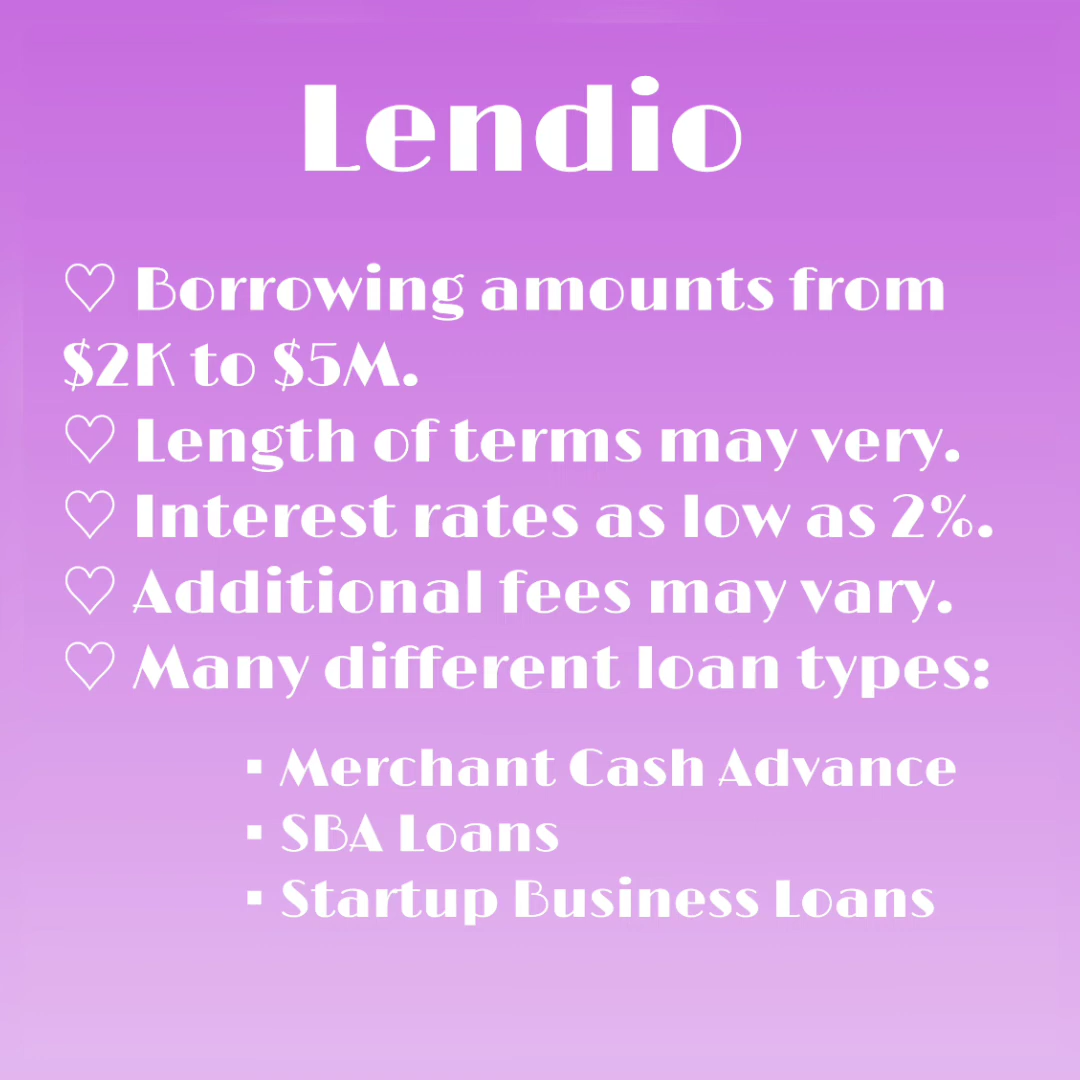 Lendio
♡ Borrowing amounts from
$2K to $5M.
♡ Length of terms may very.
♡ Interest rates as low as 2%.
♡ Additional fees may vary.
♡ Many different loan types:
▪ Merchant Cash Advance
▪ SBA Loans
▪ Startup Business Loans